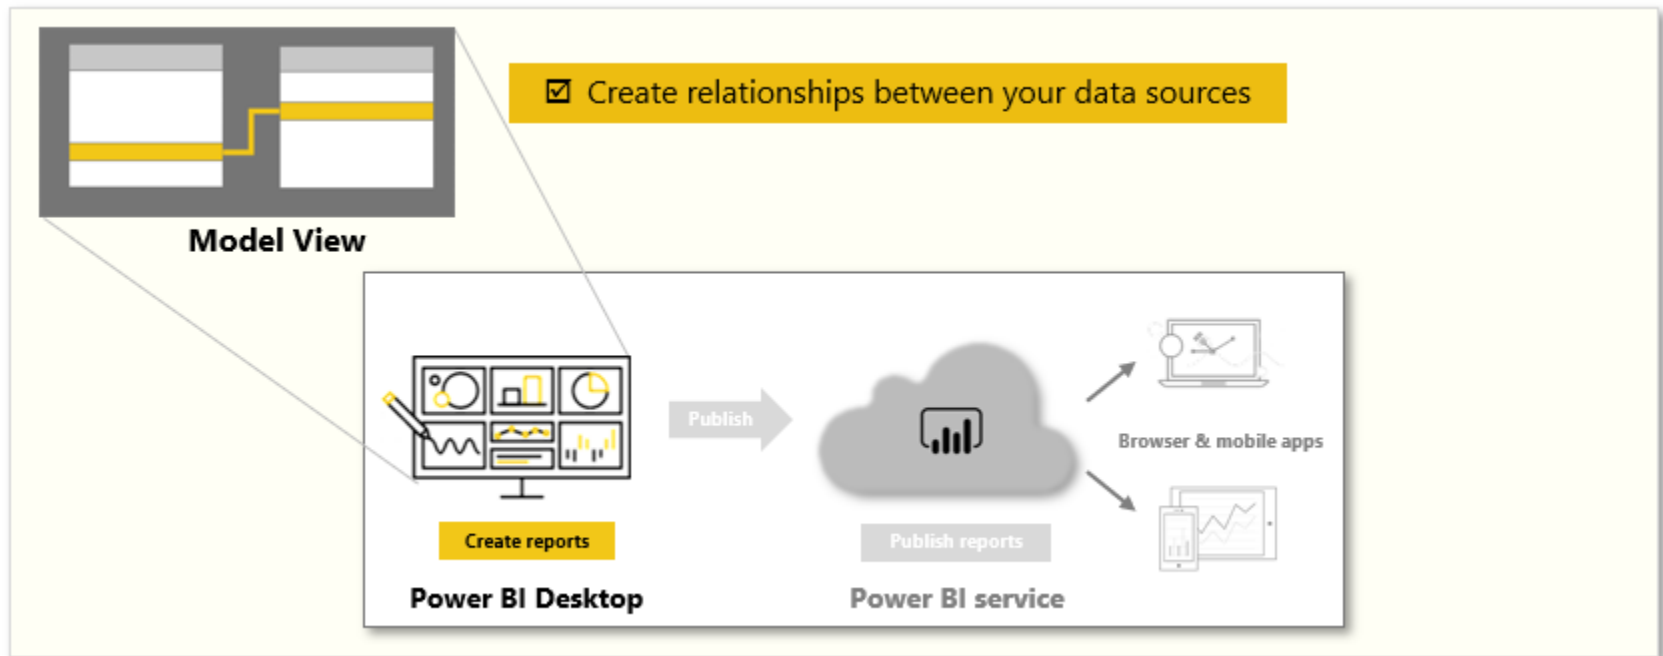 ☑ Create relationships between your data sources
Model View
Publish
Browser & mobile apps
Create reports
Publish reports
Power BI Desktop
Power BI service